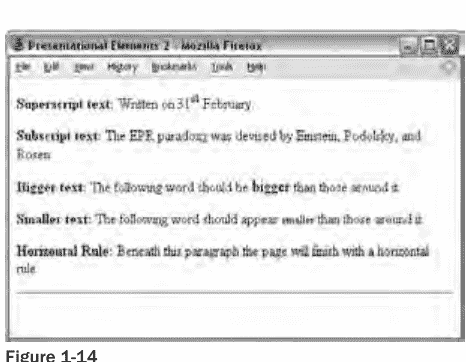 Presentational Elements 2 - Mozilla Firefox
File Edit View History Bookmarks Tools Help
Superscript text: Written on 31st February.
Subscript text: The EPR paradox was devised by Einstein, Podolsky, and
Rosen
Bigger text: The following word should be bigger than those around it
Smaller text: The following word should appear smaller than those around it
Horizontal Rule: Beneath this paragraph the page will finish with a horizontal
rule
Figure 1-14